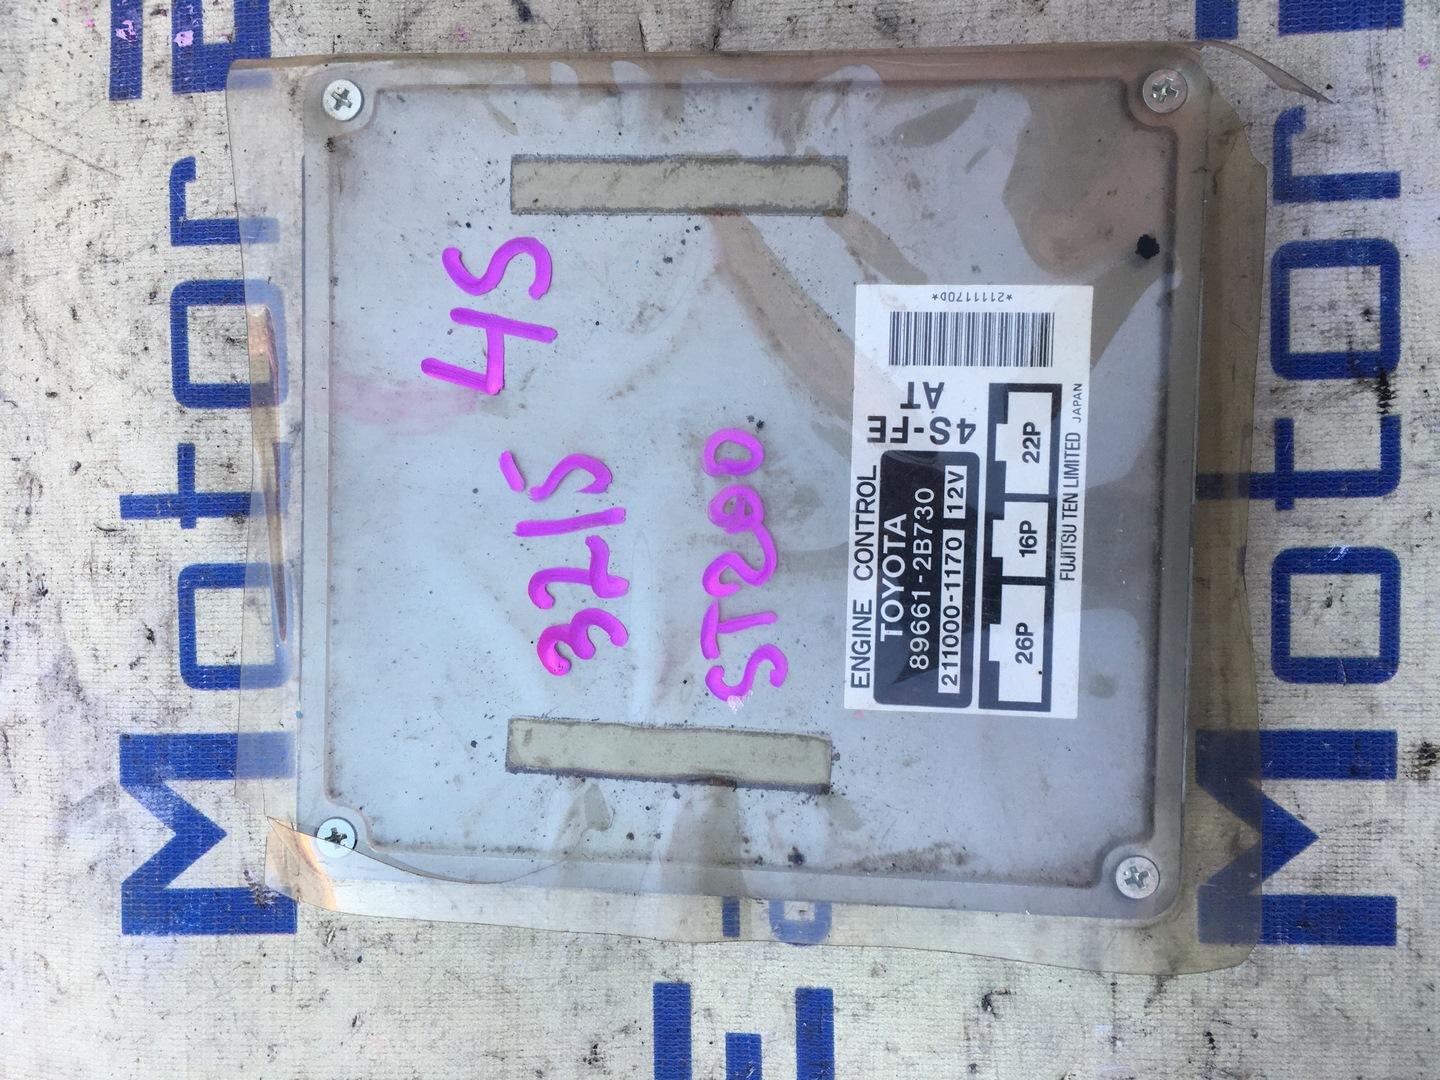 4S
3215
ST200
ENGINE CONTROL
TOYOTA
89661-2B730
211000-1170 12V
4S-FE
AT
26P 16P 22P
FUJITSU TEN LIMITED JAPAN
*2111170D*
Motor
Motor